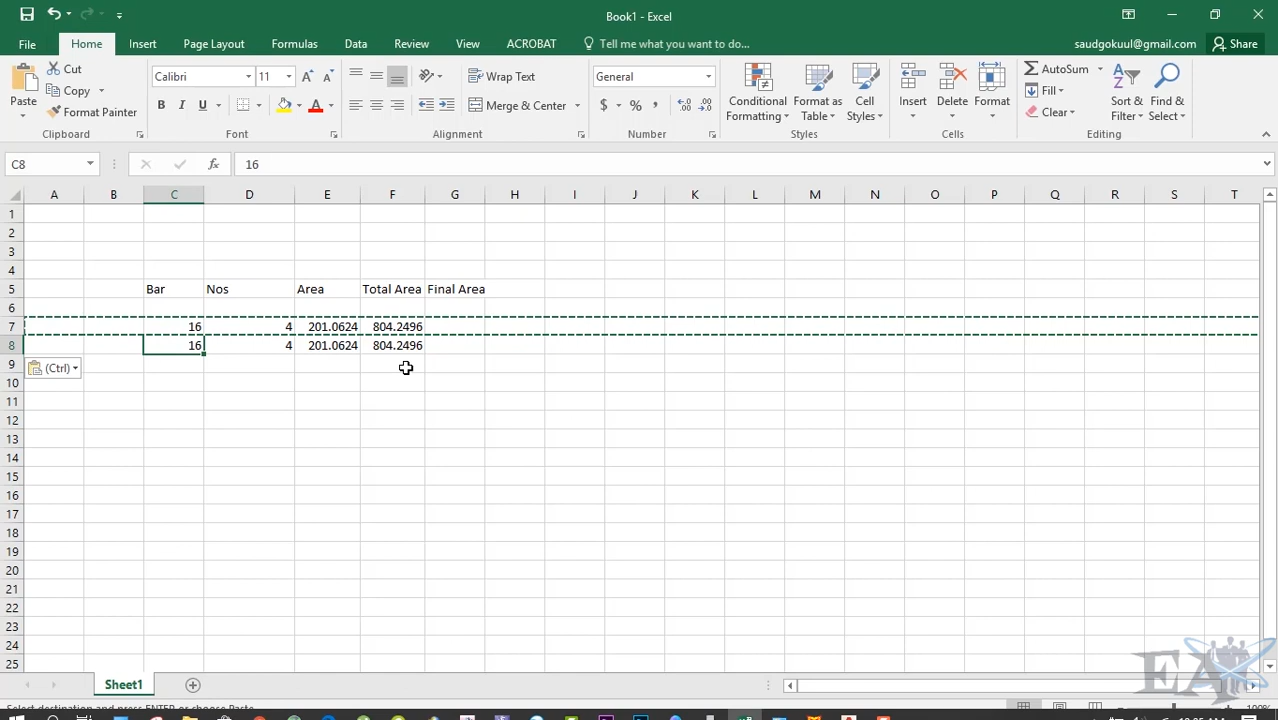 Book1 - Excel
File Home Insert Page Layout Formulas Data Review View ACROBAT Tell me what you want to do... saudgokuul@gmail.com Share
Cut
Copy
Format Painter
Paste
Clipboard
Calibri 11
B I U
Font
Wrap Text
Merge & Center
Alignment
General
$ % ,
Number
Conditional Formatting
Format as Table
Cell Styles
Styles
Insert Delete Format
Cells
AutoSum
Fill
Clear
Sort & Filter
Find & Select
Editing
C8 fx 16
A B C D E F G H I J K L M N O P Q R S T
1
2
3
4
5 Bar Nos Area Total Area Final Area
6
7 16 4 201.0624 804.2496
8 16 4 201.0624 804.2496
9 (Ctrl)
10
11
12
13
14
15
16
17
18
19
20
21
22
23
24
25
Sheet1
Select destination and press ENTER or choose Paste
100%